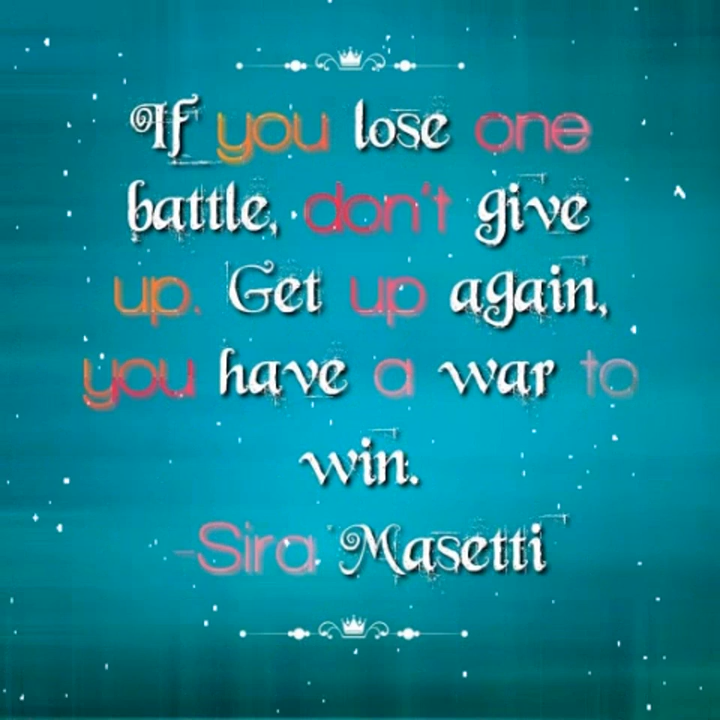 If you lose one
battle, don't give
up. Get up again,
you have a war to
win.
-Sira Masetti